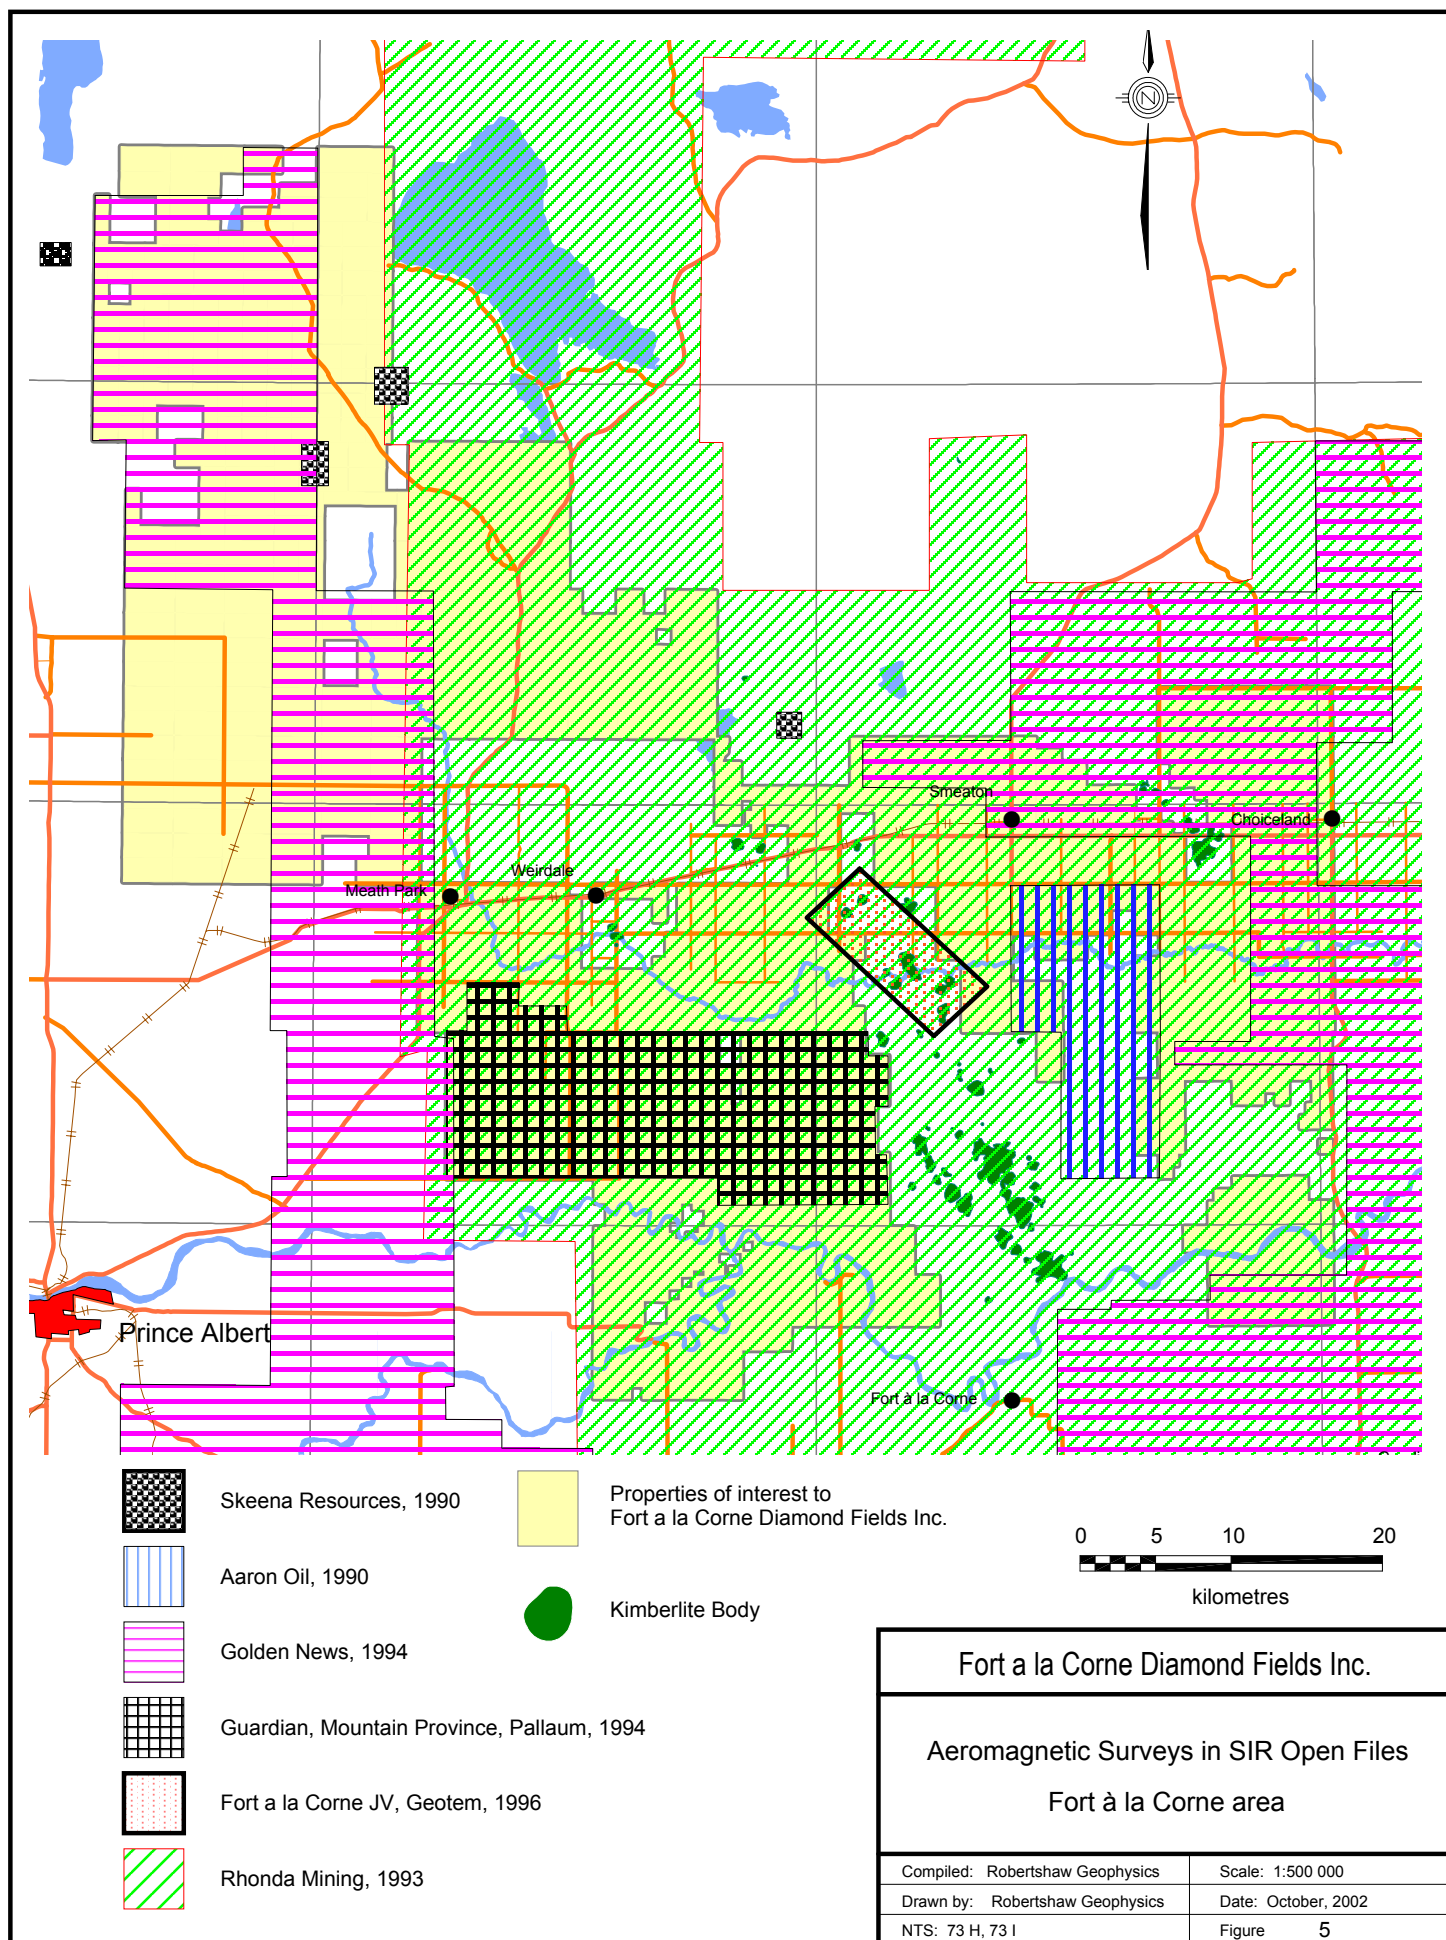 N
Smeaton
Choiceland
Weirdale
Meath Park
Prince Albert
Fort à la Corne
Skeena Resources, 1990
Aaron Oil, 1990
Golden News, 1994
Guardian, Mountain Province, Pallaum, 1994
Fort a la Corne JV, Geotem, 1996
Rhonda Mining, 1993
Properties of interest to
Fort a la Corne Diamond Fields Inc.
Kimberlite Body
0 5 10 20
kilometres
Fort a la Corne Diamond Fields Inc.
Aeromagnetic Surveys in SIR Open Files
Fort à la Corne area
Compiled: Robertshaw Geophysics
Scale: 1:500 000
Drawn by: Robertshaw Geophysics
Date: October, 2002
NTS: 73 H, 73 I
Figure 5